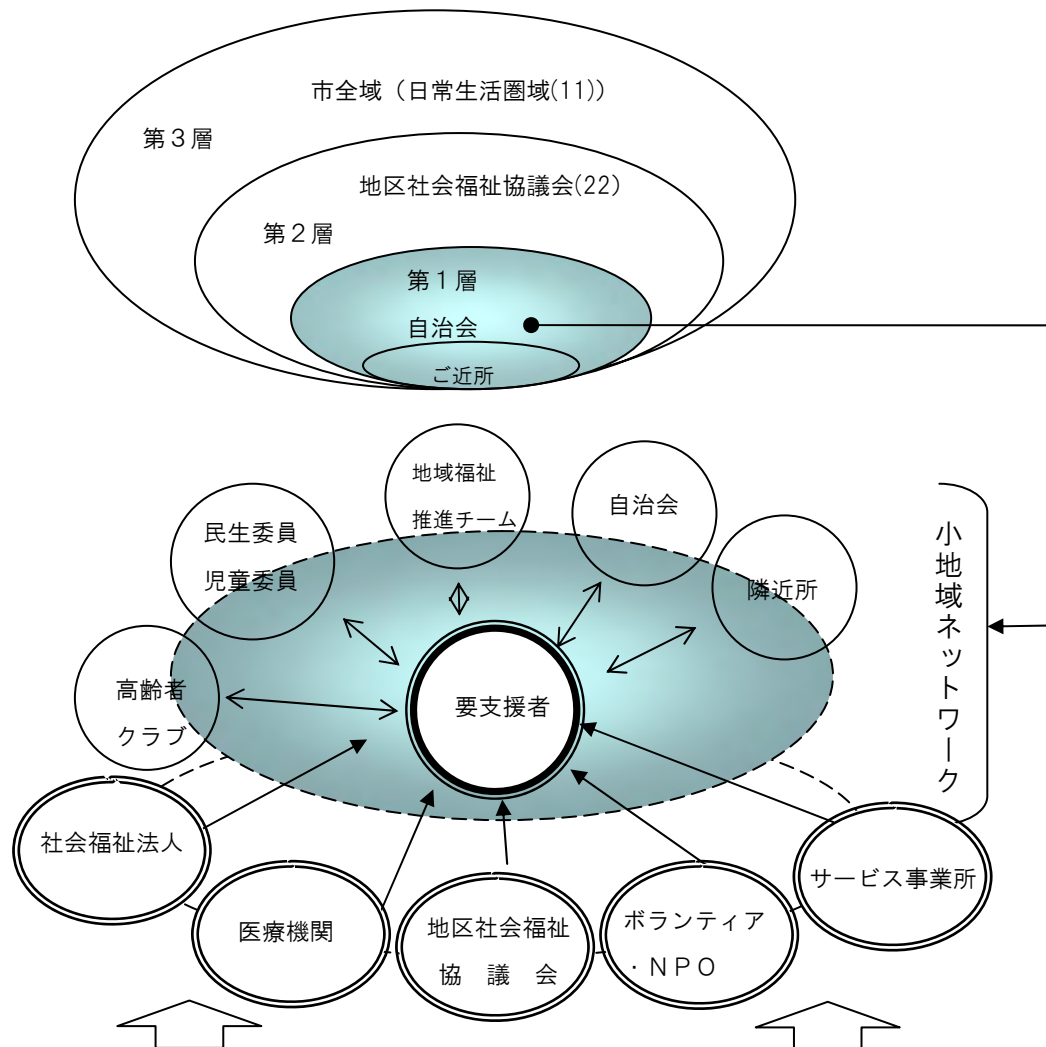 市全域（日常生活圏域(11)）
第３層
地区社会福祉協議会(22)
第２層
第１層
自治会
ご近所
地域福祉
推進チーム
自治会
民生委員
児童委員
隣近所
小地域ネットワーク
高齢者
クラブ
要支援者
社会福祉法人
サービス事業所
医療機関
地区社会福祉
協　議　会
ボランティア
・ＮＰＯ